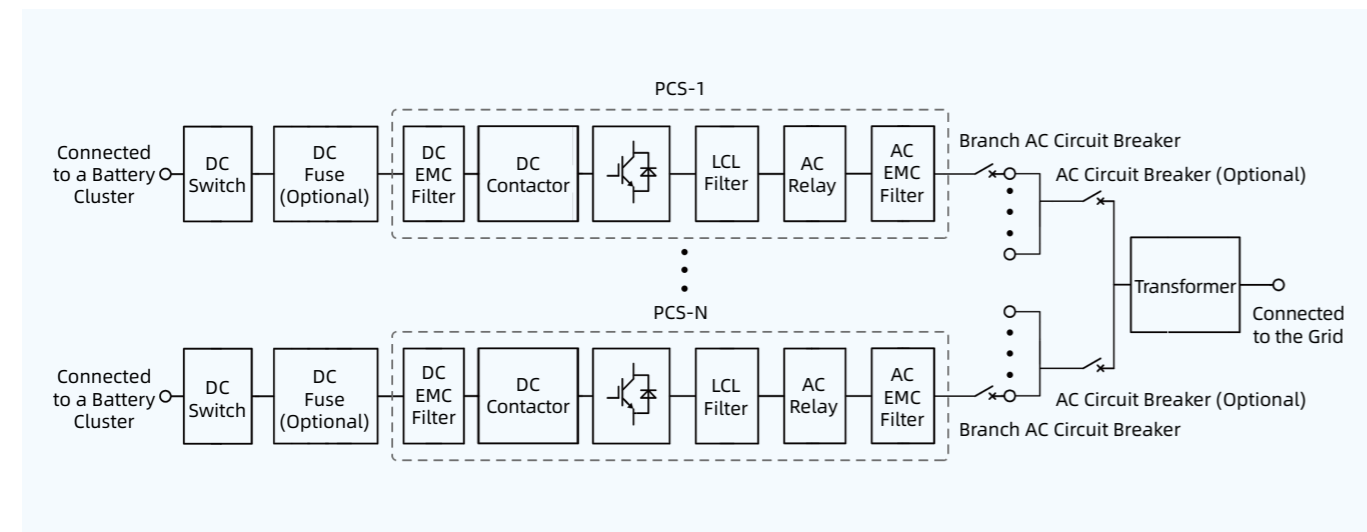 PCS-1
Connected
to a Battery
Cluster
DC
Switch
DC
Fuse
(Optional)
DC
EMC
Filter
DC
Contactor
LCL
Filter
AC
Relay
AC
EMC
Filter
Branch AC Circuit Breaker
AC Circuit Breaker (Optional)
Transformer
Connected
to the Grid
PCS-N
Connected
to a Battery
Cluster
DC
Switch
DC
Fuse
(Optional)
DC
EMC
Filter
DC
Contactor
LCL
Filter
AC
Relay
AC
EMC
Filter
AC Circuit Breaker (Optional)
Branch AC Circuit Breaker